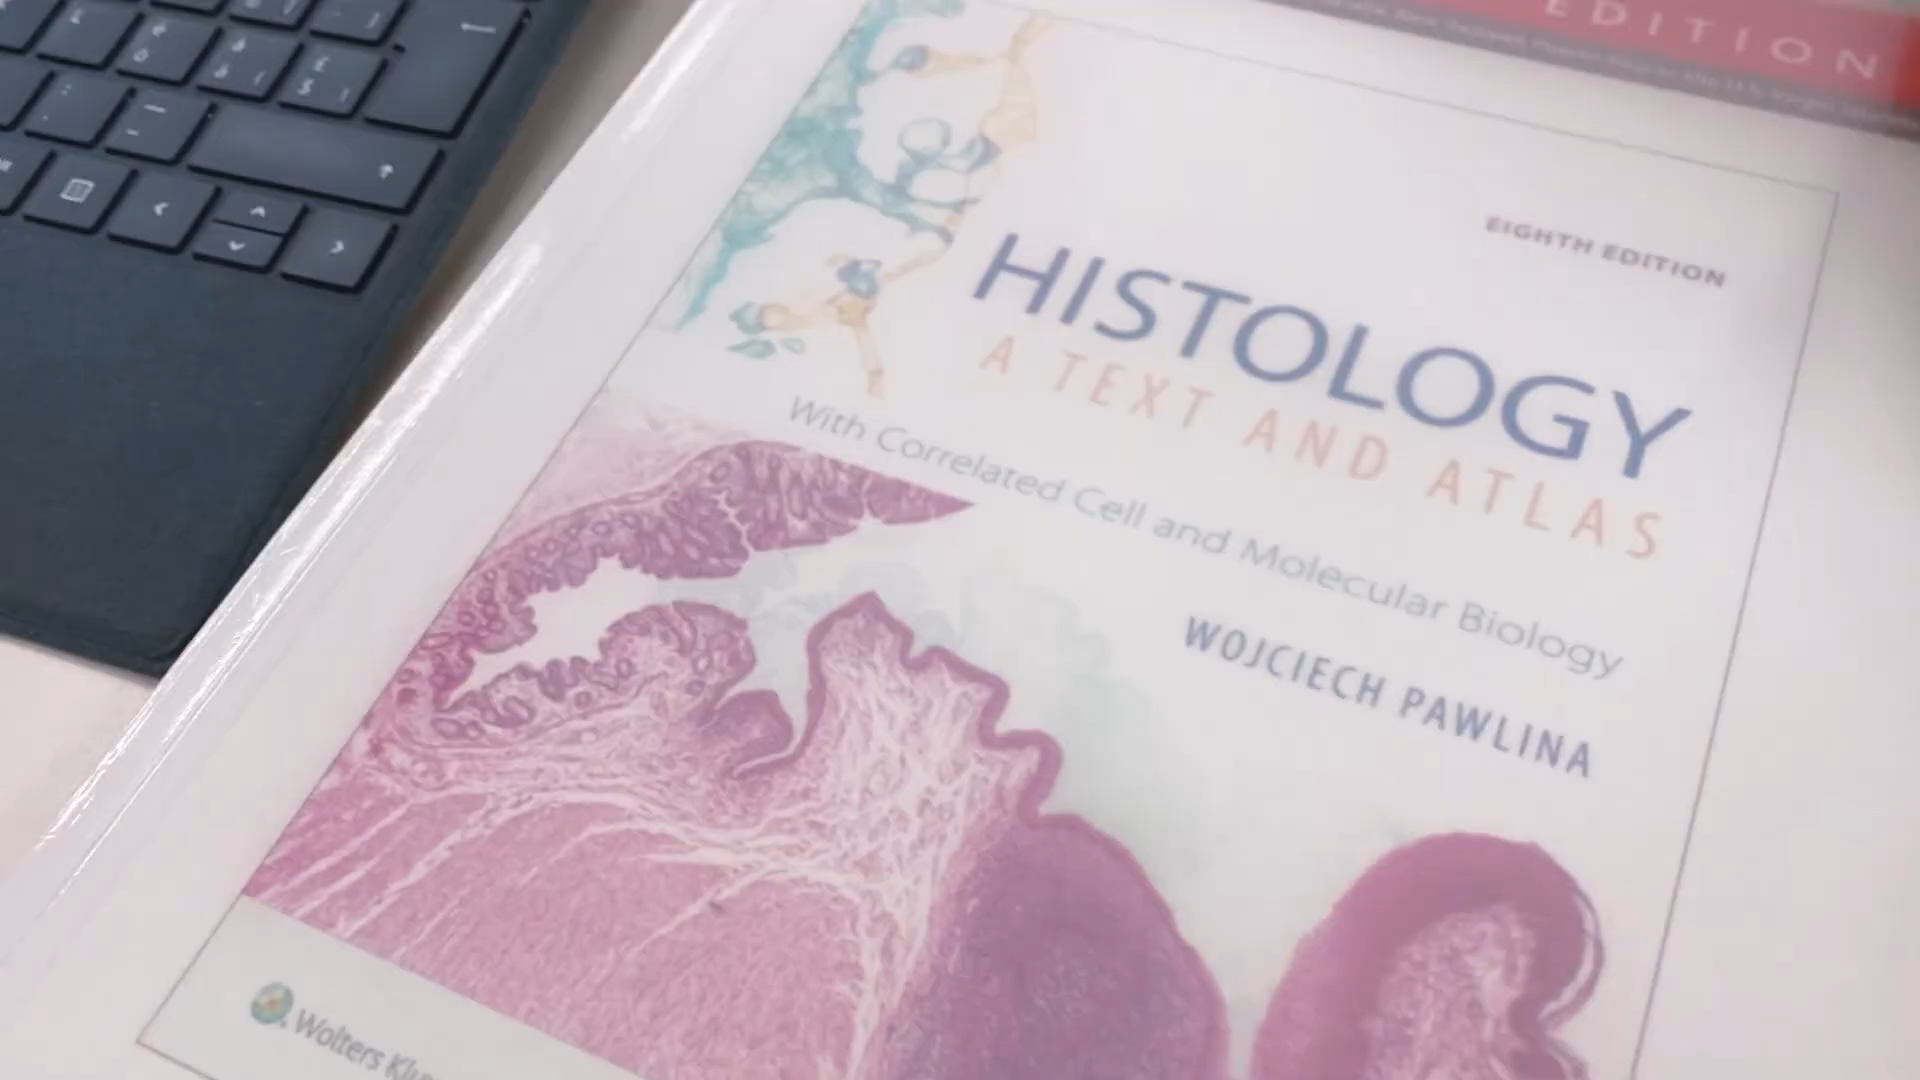 EDITION
EIGHTH EDITION
HISTOLOGY
A TEXT AND ATLAS
With Correlated Cell and Molecular Biology
WOJCIECH PAWLINA
Wolters